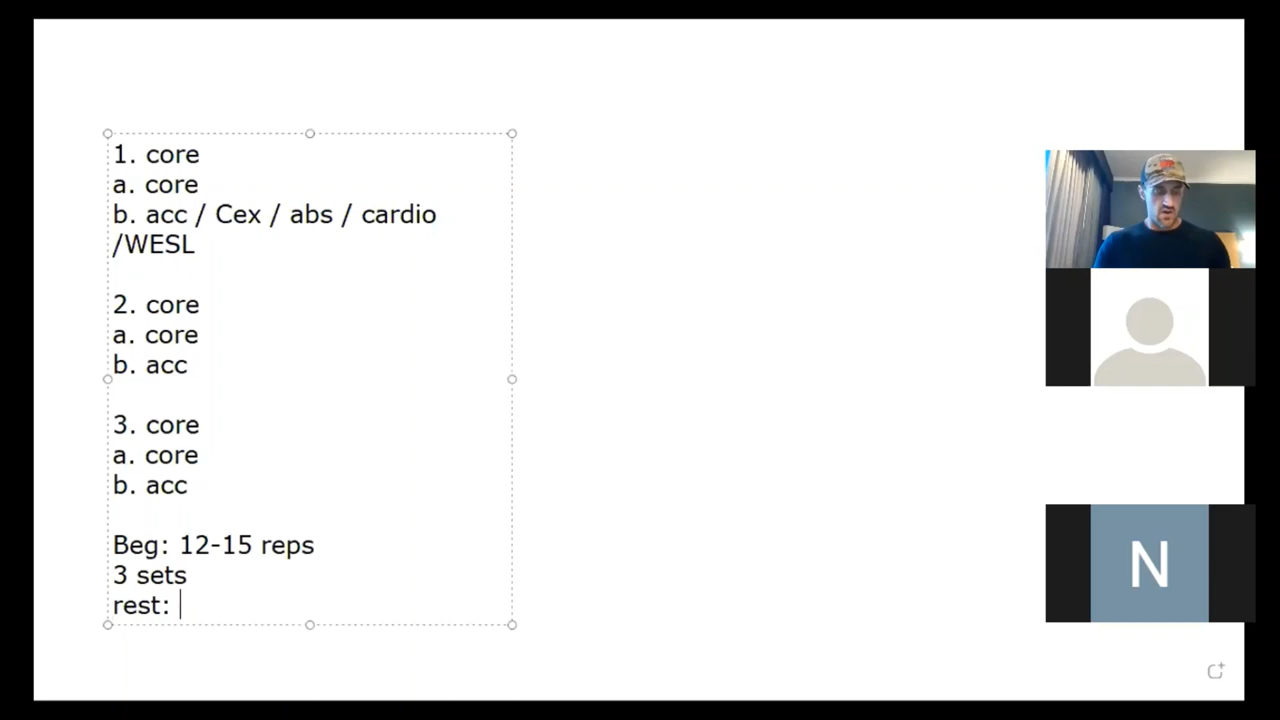 1. core
a. core
b. acc / Cex / abs / cardio
/WESL
2. core
a. core
b. acc
3. core
a. core
b. acc
Beg: 12-15 reps
3 sets
rest:
N